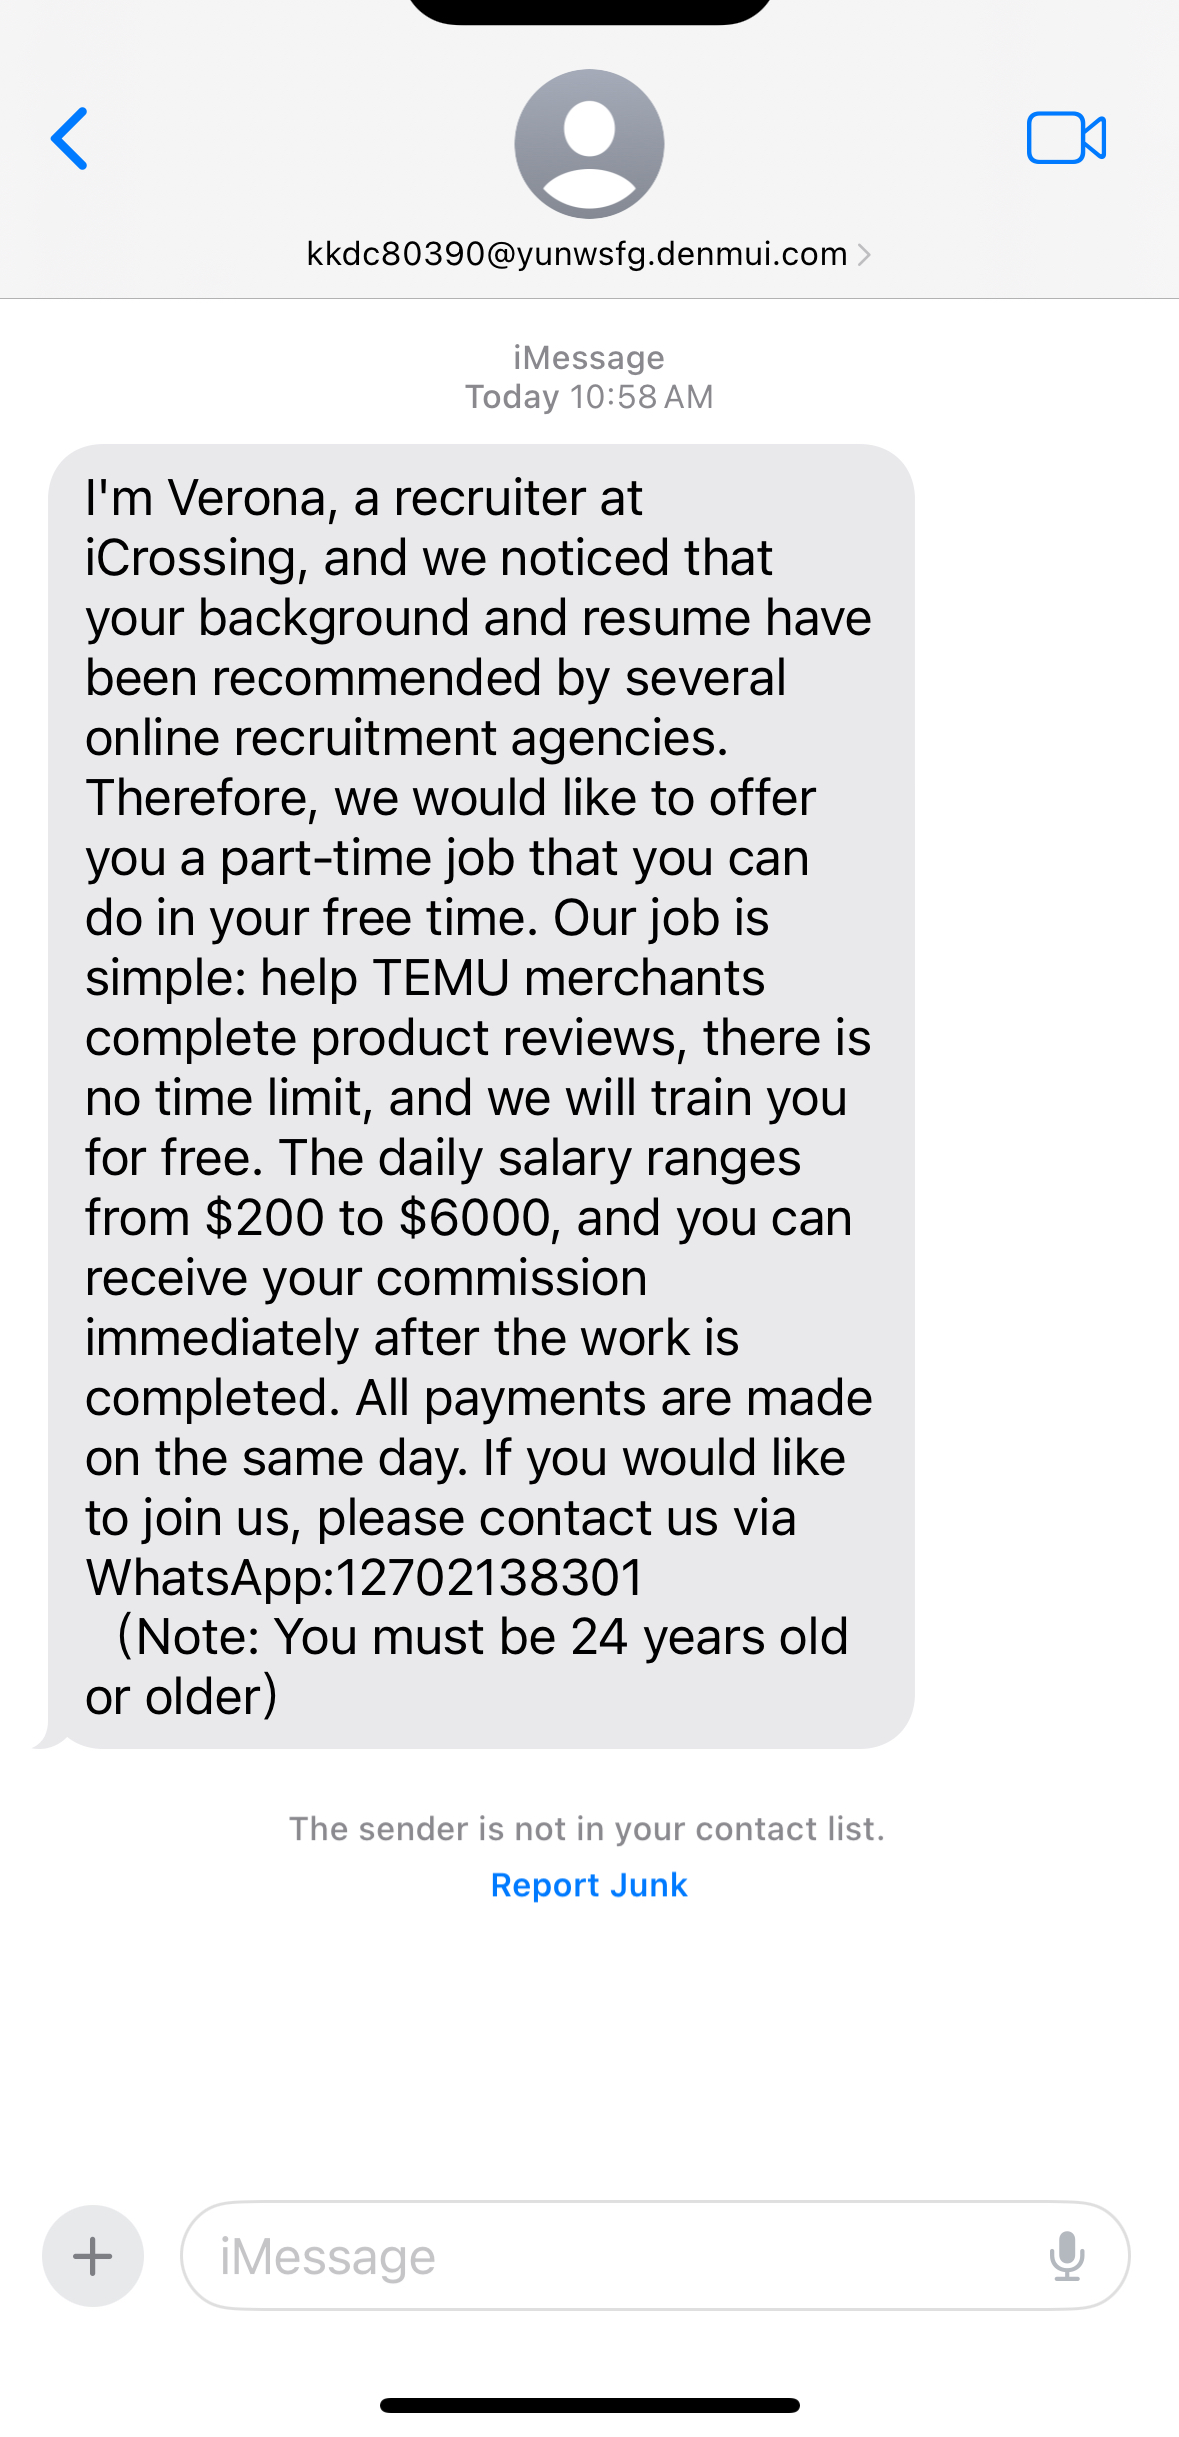 kkdc80390@yunwsfg.denmui.com
iMessage
Today 10:58 AM
I'm Verona, a recruiter at
iCrossing, and we noticed that
your background and resume have
been recommended by several
online recruitment agencies.
Therefore, we would like to offer
you a part-time job that you can
do in your free time. Our job is
simple: help TEMU merchants
complete product reviews, there is
no time limit, and we will train you
for free. The daily salary ranges
from $200 to $6000, and you can
receive your commission
immediately after the work is
completed. All payments are made
on the same day. If you would like
to join us, please contact us via
WhatsApp:12702138301
（Note: You must be 24 years old
or older)
The sender is not in your contact list.
Report Junk
iMessage